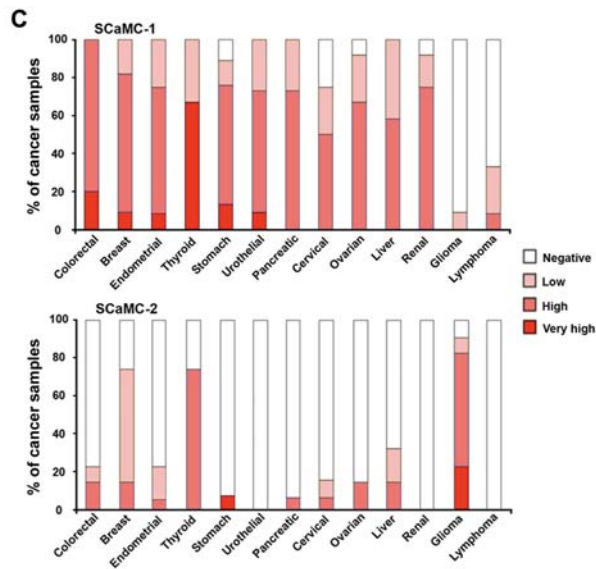 C
SCaMC-1
% of cancer samples
100
80
60
40
20
0
Colorectal
Breast
Endometrial
Thyroid
Stomach
Urothelial
Pancreatic
Cervical
Ovarian
Liver
Renal
Glioma
Lymphoma
Negative
Low
High
Very high
SCaMC-2
% of cancer samples
100
80
60
40
20
0
Colorectal
Breast
Endometrial
Thyroid
Stomach
Urothelial
Pancreatic
Cervical
Ovarian
Liver
Renal
Glioma
Lymphoma